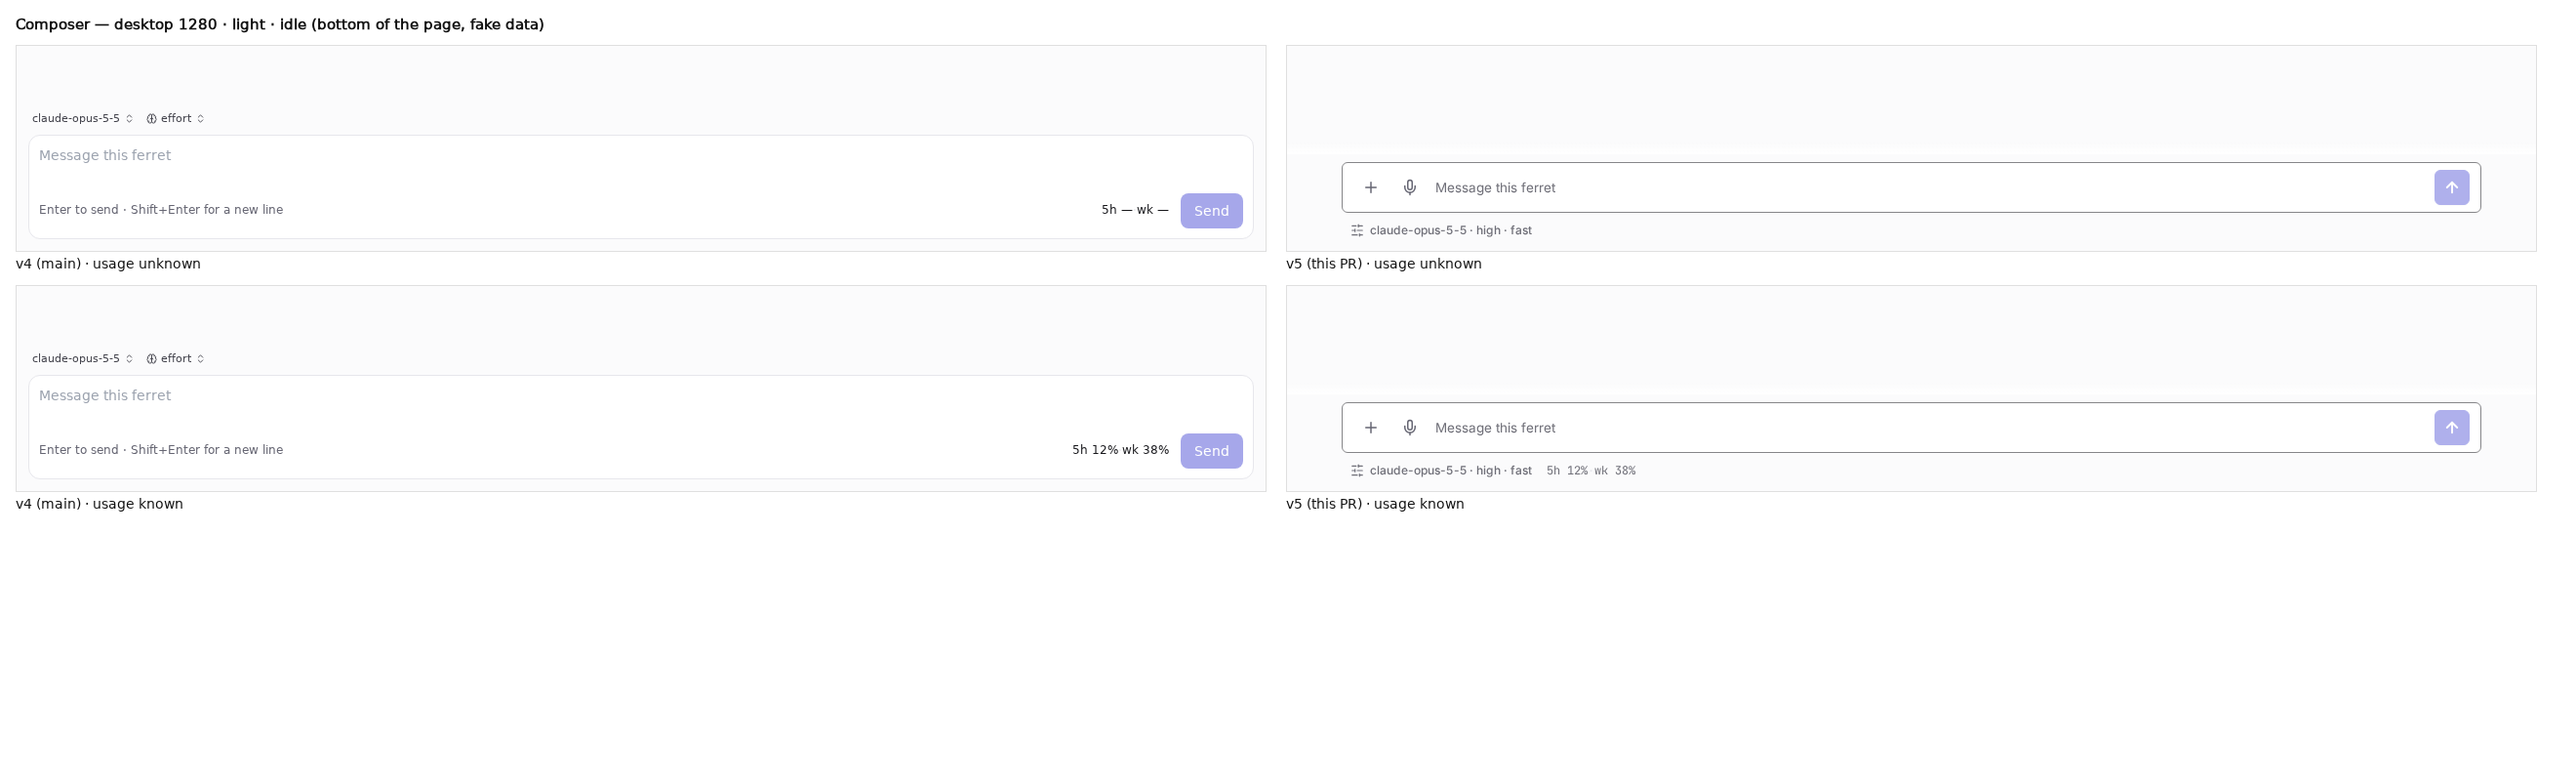 Composer — desktop 1280 · light · idle (bottom of the page, fake data)
claude-opus-5-5 effort
Message this ferret
Enter to send · Shift+Enter for a new line 5h — wk — Send
v4 (main) · usage unknown
Message this ferret
claude-opus-5-5 · high · fast
v5 (this PR) · usage unknown
claude-opus-5-5 effort
Message this ferret
Enter to send · Shift+Enter for a new line 5h 12% wk 38% Send
v4 (main) · usage known
Message this ferret
claude-opus-5-5 · high · fast 5h 12% wk 38%
v5 (this PR) · usage known